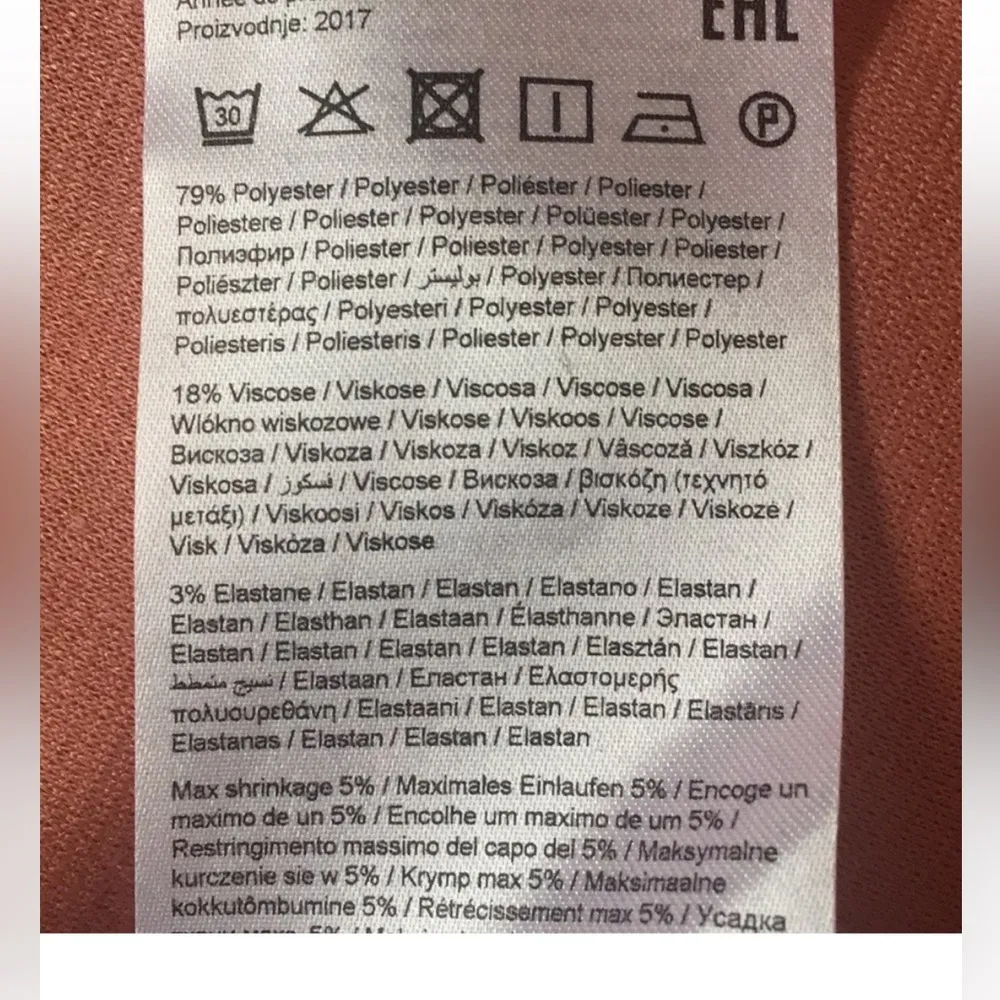 Proizvodnje: 2017
EAC
30
P
79% Polyester / Polyester / Poliéster / Poliester /
Poliestere / Poliester / Polyester / Polüester / Polyester /
Полиэфир / Poliester / Poliester / Polyester / Poliester /
Poliészter / Poliester / بوليستر / Polyester / Полиестер /
πολυεστέρας / Polyesteri / Polyester / Polyester /
Poliesteris / Poliesteris / Poliester / Polyester / Polyester
18% Viscose / Viskose / Viscosa / Viscose / Viscosa /
Wlókno wiskozowe / Viskose / Viskoos / Viscose /
Вискоза / Viskoza / Viskoza / Viskoz / Vâscoză / Viszkóz /
Viskosa / فسكوز / Viscose / Вискоза / βισκόζη (τεχνητό
μετάξι) / Viskoosi / Viskos / Viskóza / Viskoze / Viskozė /
Visk / Viskòza / Viskose
3% Elastane / Elastan / Elastan / Elastano / Elastan /
Elastan / Elasthan / Elastaan / Élasthanne / Эластан /
Elastan / Elastan / Elastan / Elastan / Elasztán / Elastan /
نسيج متمطط / Elastaan / Еластан / Ελαστομερής
πολυουρεθάνη / Elastaani / Elastan / Elastan / Elastāns /
Elastanas / Elastan / Elastan / Elastan
Max shrinkage 5% / Maximales Einlaufen 5% / Encoge un
maximo de un 5% / Encolhe um maximo de um 5% /
Restringimento massimo del capo del 5% / Maksymalne
kurczenie sie w 5% / Krymp max 5% / Maksimaalne
kokkutômbumine 5% / Rétrécissement max 5% / Усадка